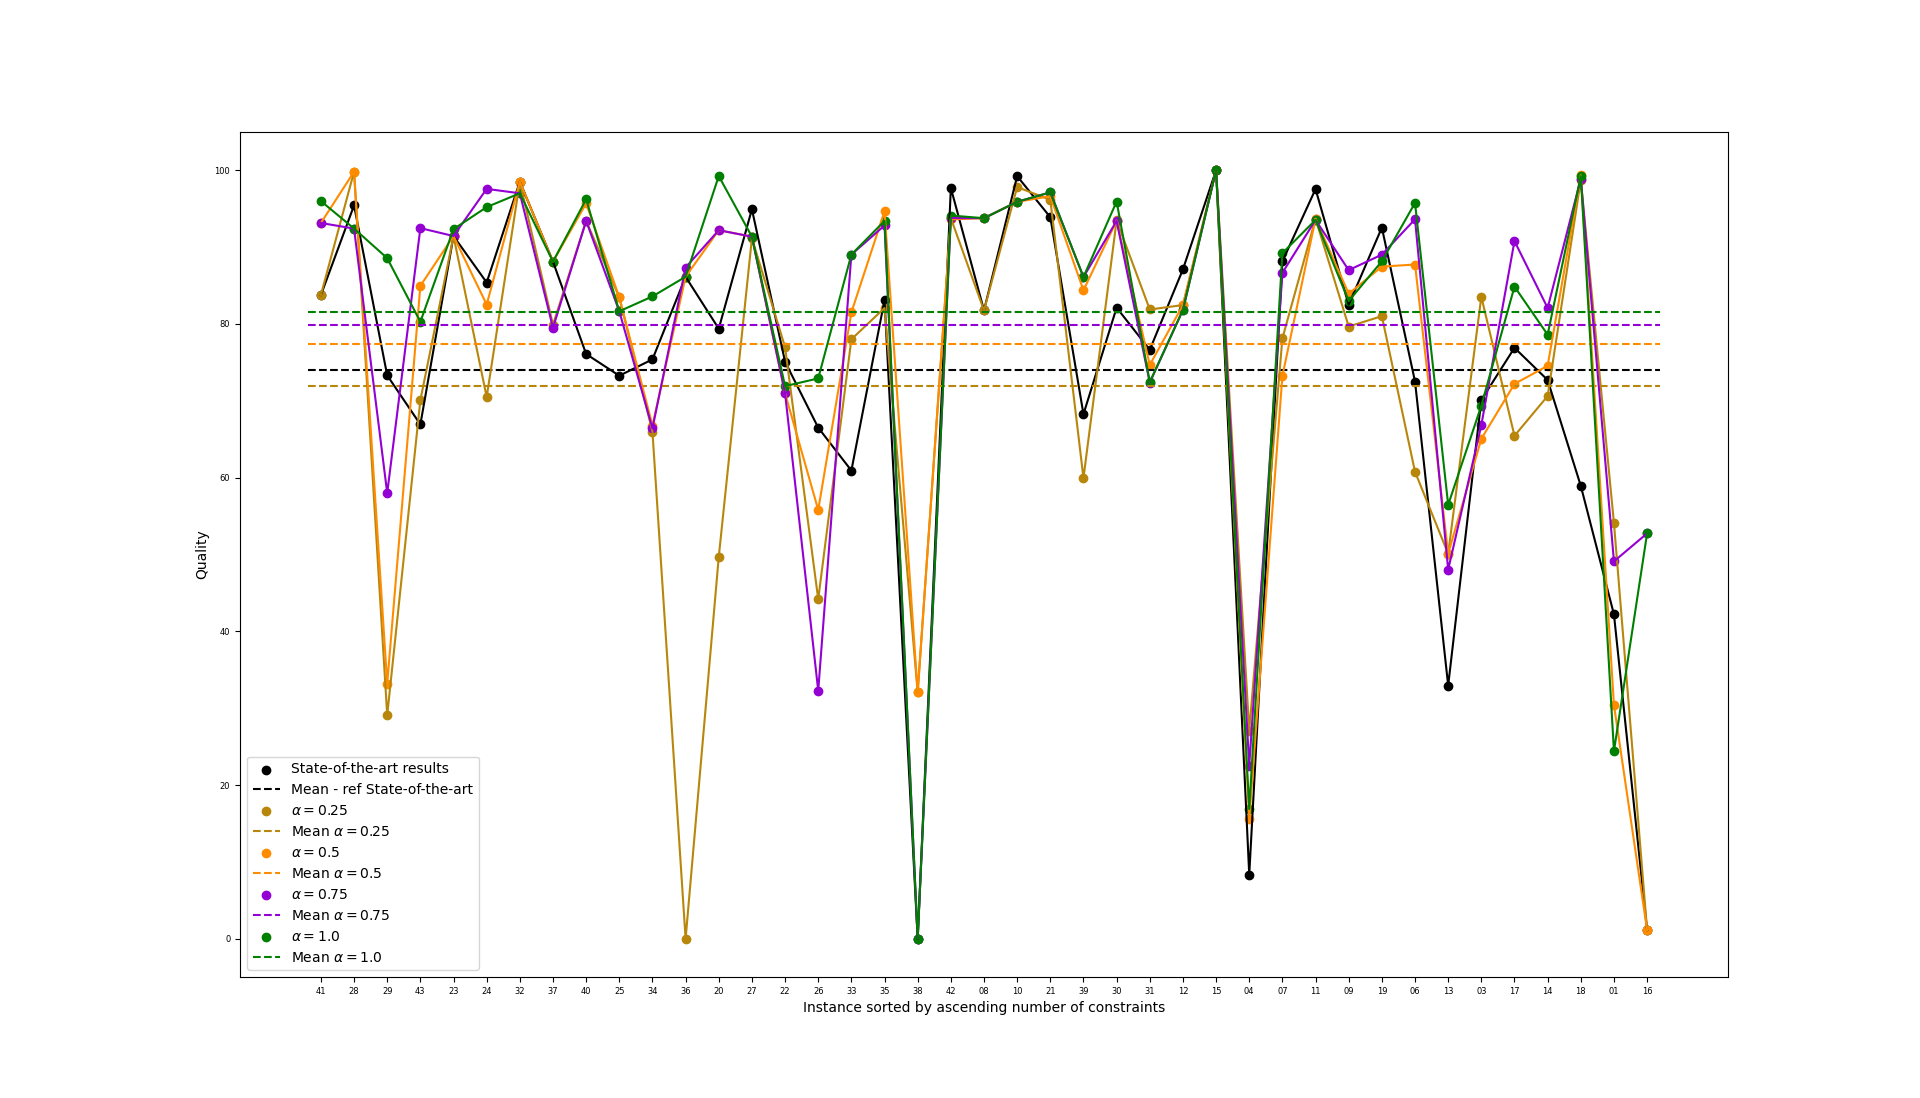 100
80
60
40
20
0
Quality
State-of-the-art results
Mean - ref State-of-the-art
α = 0.25
Mean α = 0.25
α = 0.5
Mean α = 0.5
α = 0.75
Mean α = 0.75
α = 1.0
Mean α = 1.0
41 28 29 43 23 24 32 37 40 25 34 36 20 27 22 26 33 35 38 42 08 10 21 39 30 31 12 15 04 07 11 09 19 06 13 03 17 14 18 01 16
Instance sorted by ascending number of constraints